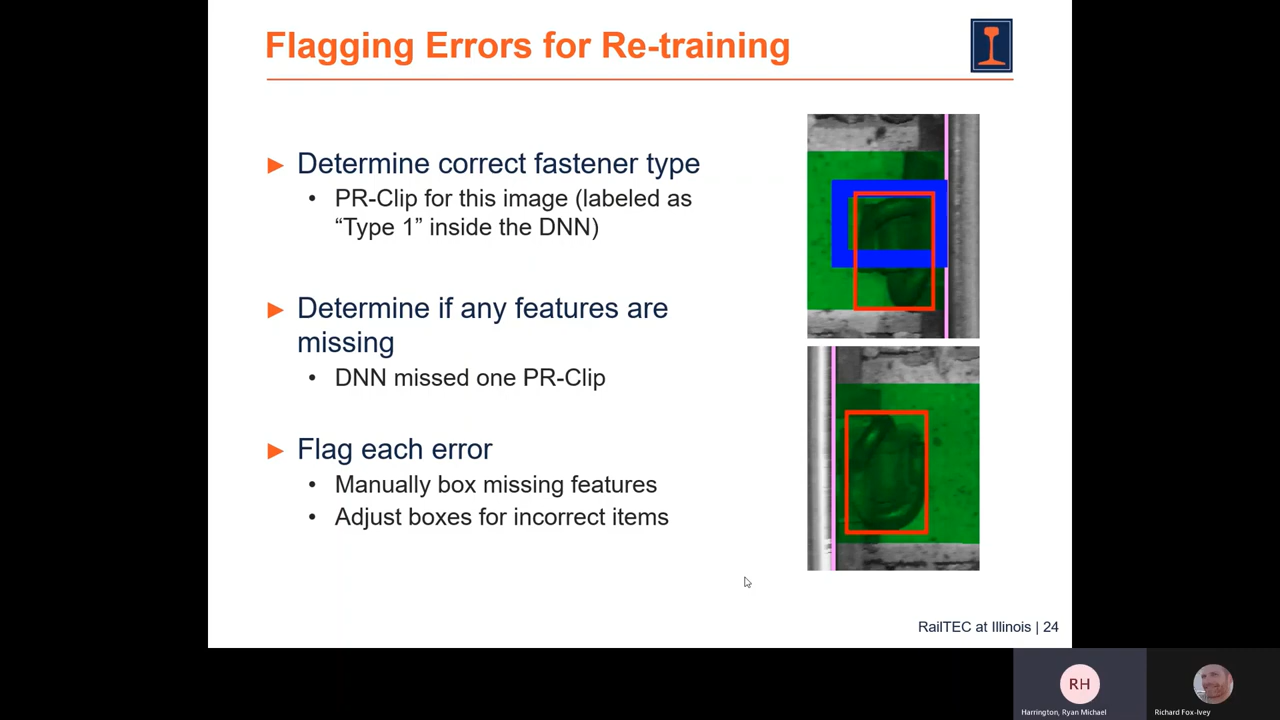 Flagging Errors for Re-training
► Determine correct fastener type
• PR-Clip for this image (labeled as
“Type 1” inside the DNN)
► Determine if any features are
missing
• DNN missed one PR-Clip
► Flag each error
• Manually box missing features
• Adjust boxes for incorrect items
RailTEC at Illinois | 24
RH
Harrington, Ryan Michael
Richard Fox-Ivey